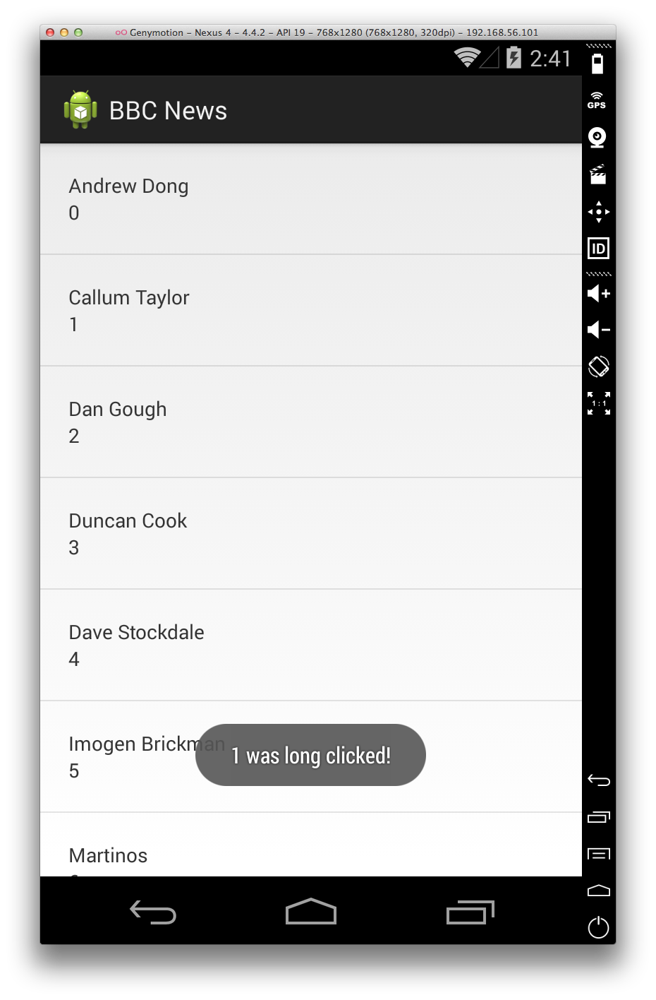 Genymotion – Nexus 4 – 4.4.2 – API 19 – 768x1280 (768x1280, 320dpi) – 192.168.56.101
2:41
GPS
BBC News
Andrew Dong
0
Callum Taylor
1
ID
Dan Gough
2
1:1
Duncan Cook
3
Dave Stockdale
4
Imogen Brickman
5
1 was long clicked!
Martinos